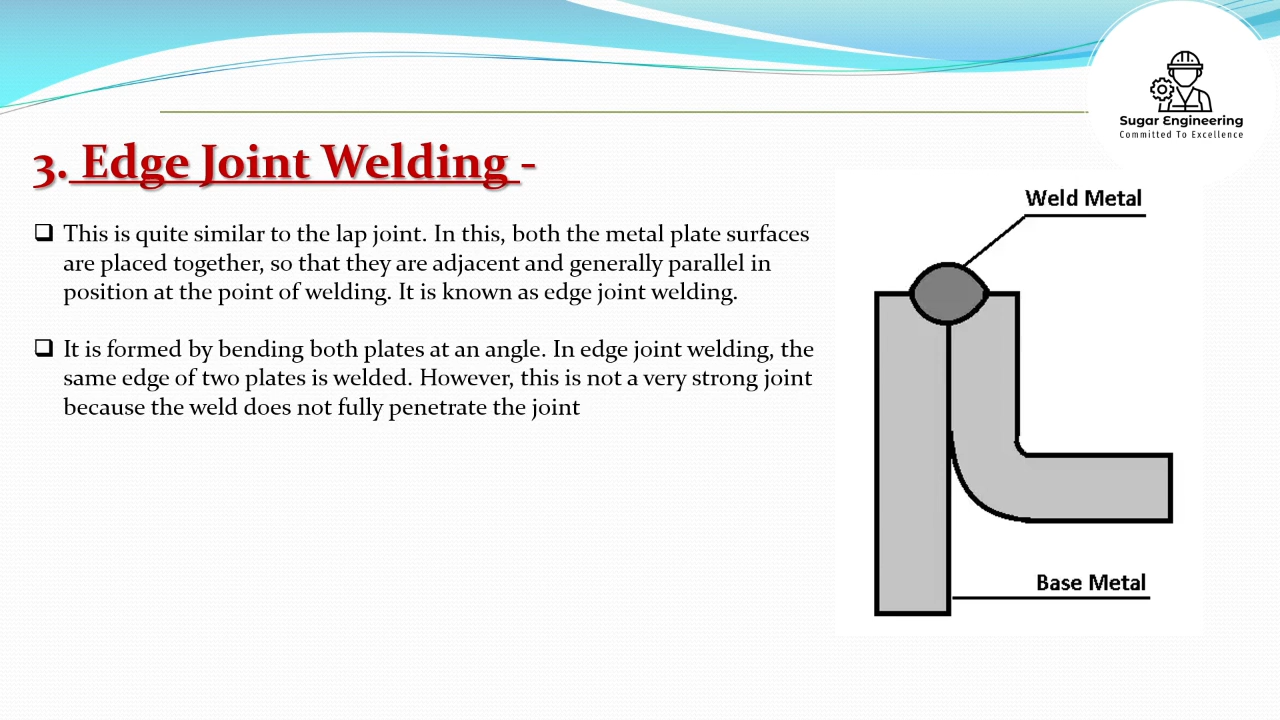 Sugar Engineering
Committed To Excellence
3. Edge Joint Welding -
❑ This is quite similar to the lap joint. In this, both the metal plate surfaces
are placed together, so that they are adjacent and generally parallel in
position at the point of welding. It is known as edge joint welding.
❑ It is formed by bending both plates at an angle. In edge joint welding, the
same edge of two plates is welded. However, this is not a very strong joint
because the weld does not fully penetrate the joint
Weld Metal
Base Metal